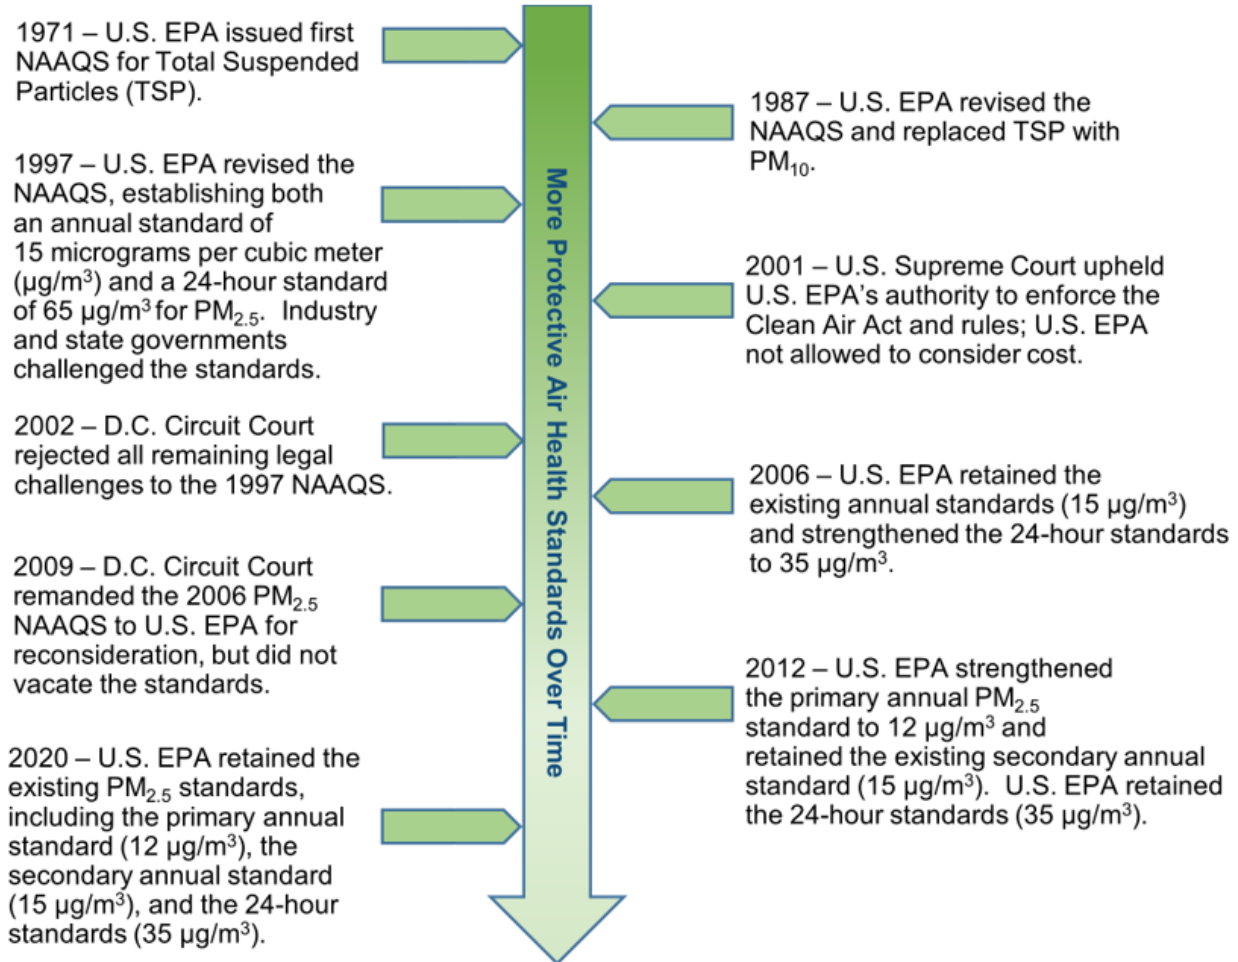 1971 – U.S. EPA issued first
NAAQS for Total Suspended
Particles (TSP).
1987 – U.S. EPA revised the
NAAQS and replaced TSP with
PM₁₀.
1997 – U.S. EPA revised the
NAAQS, establishing both
an annual standard of
15 micrograms per cubic meter
(µg/m³) and a 24-hour standard
of 65 µg/m³ for PM₂.₅.  Industry
and state governments
challenged the standards.
2001 – U.S. Supreme Court upheld
U.S. EPA’s authority to enforce the
Clean Air Act and rules; U.S. EPA
not allowed to consider cost.
2002 – D.C. Circuit Court
rejected all remaining legal
challenges to the 1997 NAAQS.
2006 – U.S. EPA retained the
existing annual standards (15 µg/m³)
and strengthened the 24-hour standards
to 35 µg/m³.
2009 – D.C. Circuit Court
remanded the 2006 PM₂.₅
NAAQS to U.S. EPA for
reconsideration, but did not
vacate the standards.
2012 – U.S. EPA strengthened
the primary annual PM₂.₅
standard to 12 µg/m³ and
retained the existing secondary annual
standard (15 µg/m³).  U.S. EPA retained
the 24-hour standards (35 µg/m³).
2020 – U.S. EPA retained the
existing PM₂.₅ standards,
including the primary annual
standard (12 µg/m³), the
secondary annual standard
(15 µg/m³), and the 24-hour
standards (35 µg/m³).
More Protective Air Health Standards Over Time